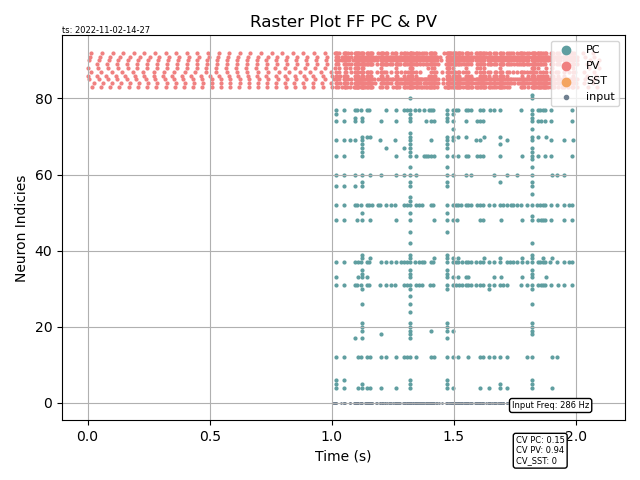 Raster Plot FF PC & PV
ts: 2022-11-02-14-27
PC
PV
SST
input
80
60
40
20
0
Neuron Indicies
Input Freq: 286 Hz
0.0 0.5 1.0 1.5 2.0
Time (s)
CV PC: 0.15
CV PV: 0.94
CV_SST: 0